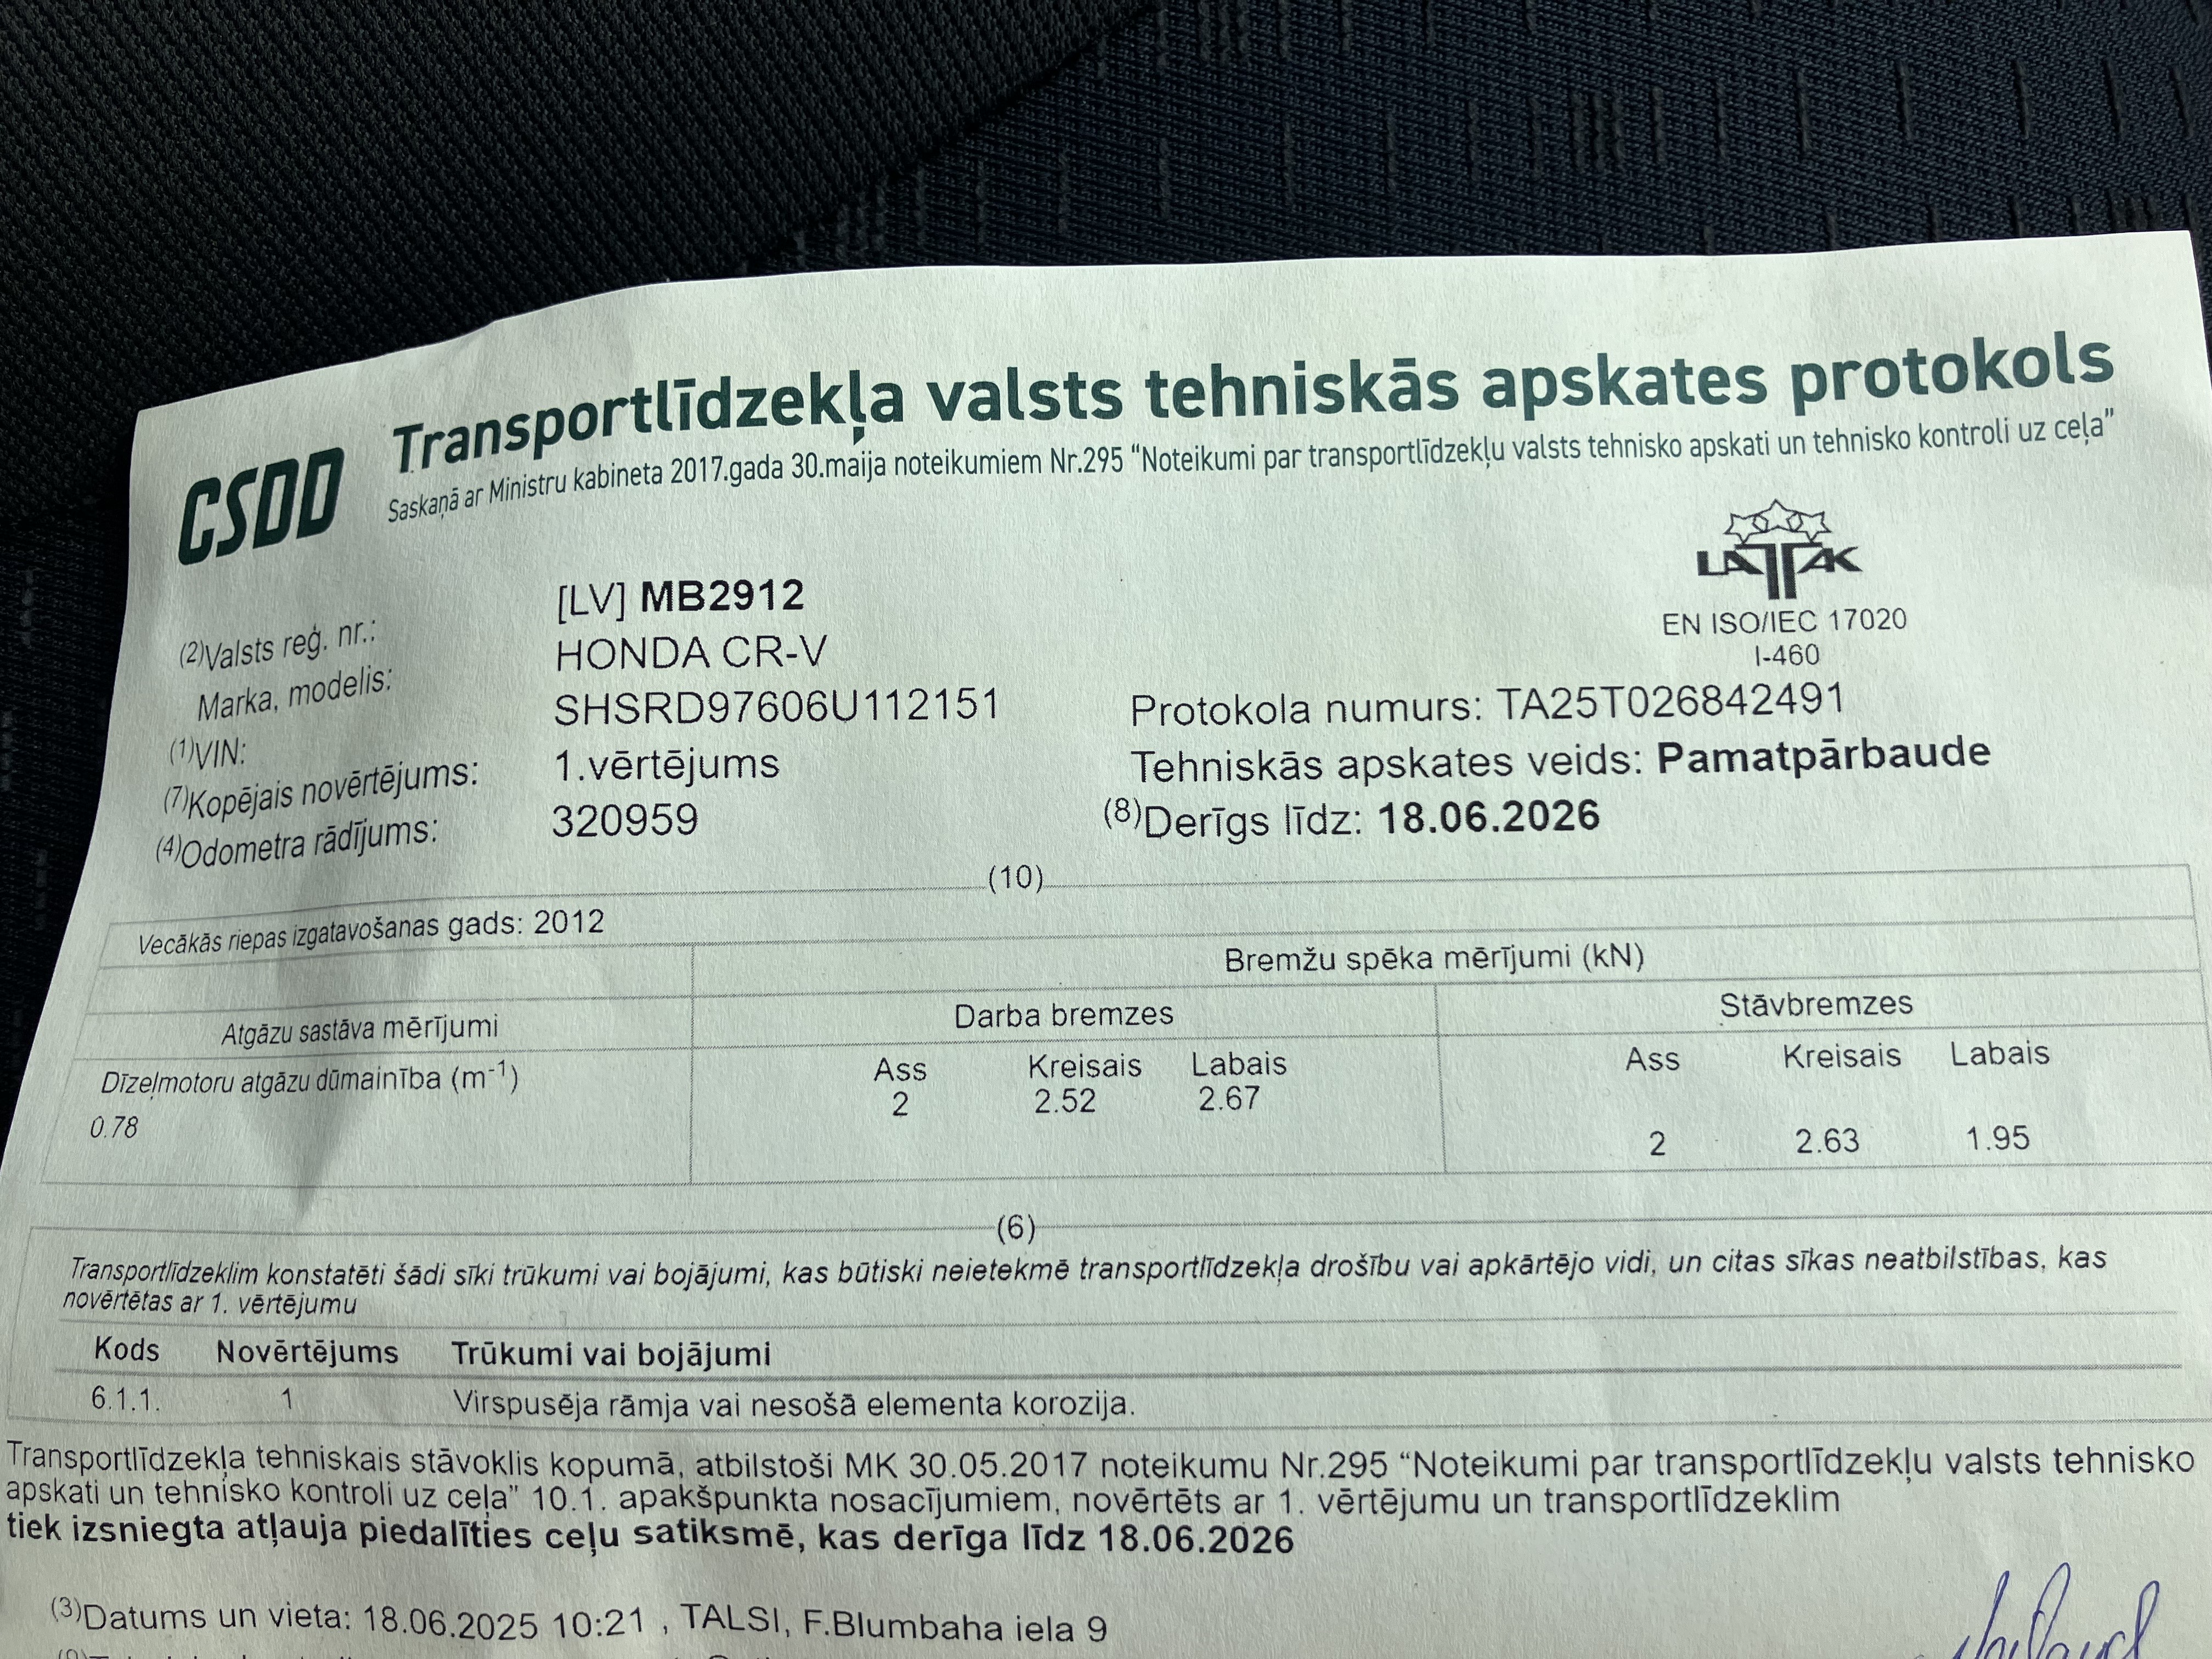 CSDD
Transportlīdzekļa valsts tehniskās apskates protokols
Saskaņā ar Ministru kabineta 2017.gada 30.maija noteikumiem Nr.295 “Noteikumi par transportlīdzekļu valsts tehnisko apskati un tehnisko kontroli uz ceļa”
LATAK
EN ISO/IEC 17020
I-460
(2)Valsts reģ. nr.: [LV] MB2912
Marka, modelis: HONDA CR-V
(1)VIN: SHSRD97606U112151
Protokola numurs: TA25T026842491
(7)Kopējais novērtējums: 1.vērtējums
Tehniskās apskates veids: Pamatpārbaude
(4)Odometra rādījums: 320959
(8)Derīgs līdz: 18.06.2026
(10)
Vecākās riepas izgatavošanas gads: 2012
Bremžu spēka mērījumi (kN)
Atgāzu sastāva mērījumi Darba bremzes Stāvbremzes
Dīzeļmotoru atgāzu dūmainība (m-1) Ass Kreisais Labais Ass Kreisais Labais
0.78 2 2.52 2.67
2 2.63 1.95
(6)
Transportlīdzeklim konstatēti šādi sīki trūkumi vai bojājumi, kas būtiski neietekmē transportlīdzekļa drošību vai apkārtējo vidi, un citas sīkas neatbilstības, kas
novērtētas ar 1. vērtējumu
Kods Novērtējums Trūkumi vai bojājumi
6.1.1. 1 Virspusēja rāmja vai nesošā elementa korozija.
Transportlīdzekļa tehniskais stāvoklis kopumā, atbilstoši MK 30.05.2017 noteikumu Nr.295 “Noteikumi par transportlīdzekļu valsts tehnisko
apskati un tehnisko kontroli uz ceļa” 10.1. apakšpunkta nosacījumiem, novērtēts ar 1. vērtējumu un transportlīdzeklim
tiek izsniegta atļauja piedalīties ceļu satiksmē, kas derīga līdz 18.06.2026
(3)Datums un vieta: 18.06.2025 10:21 , TALSI, F.Blumbaha iela 9